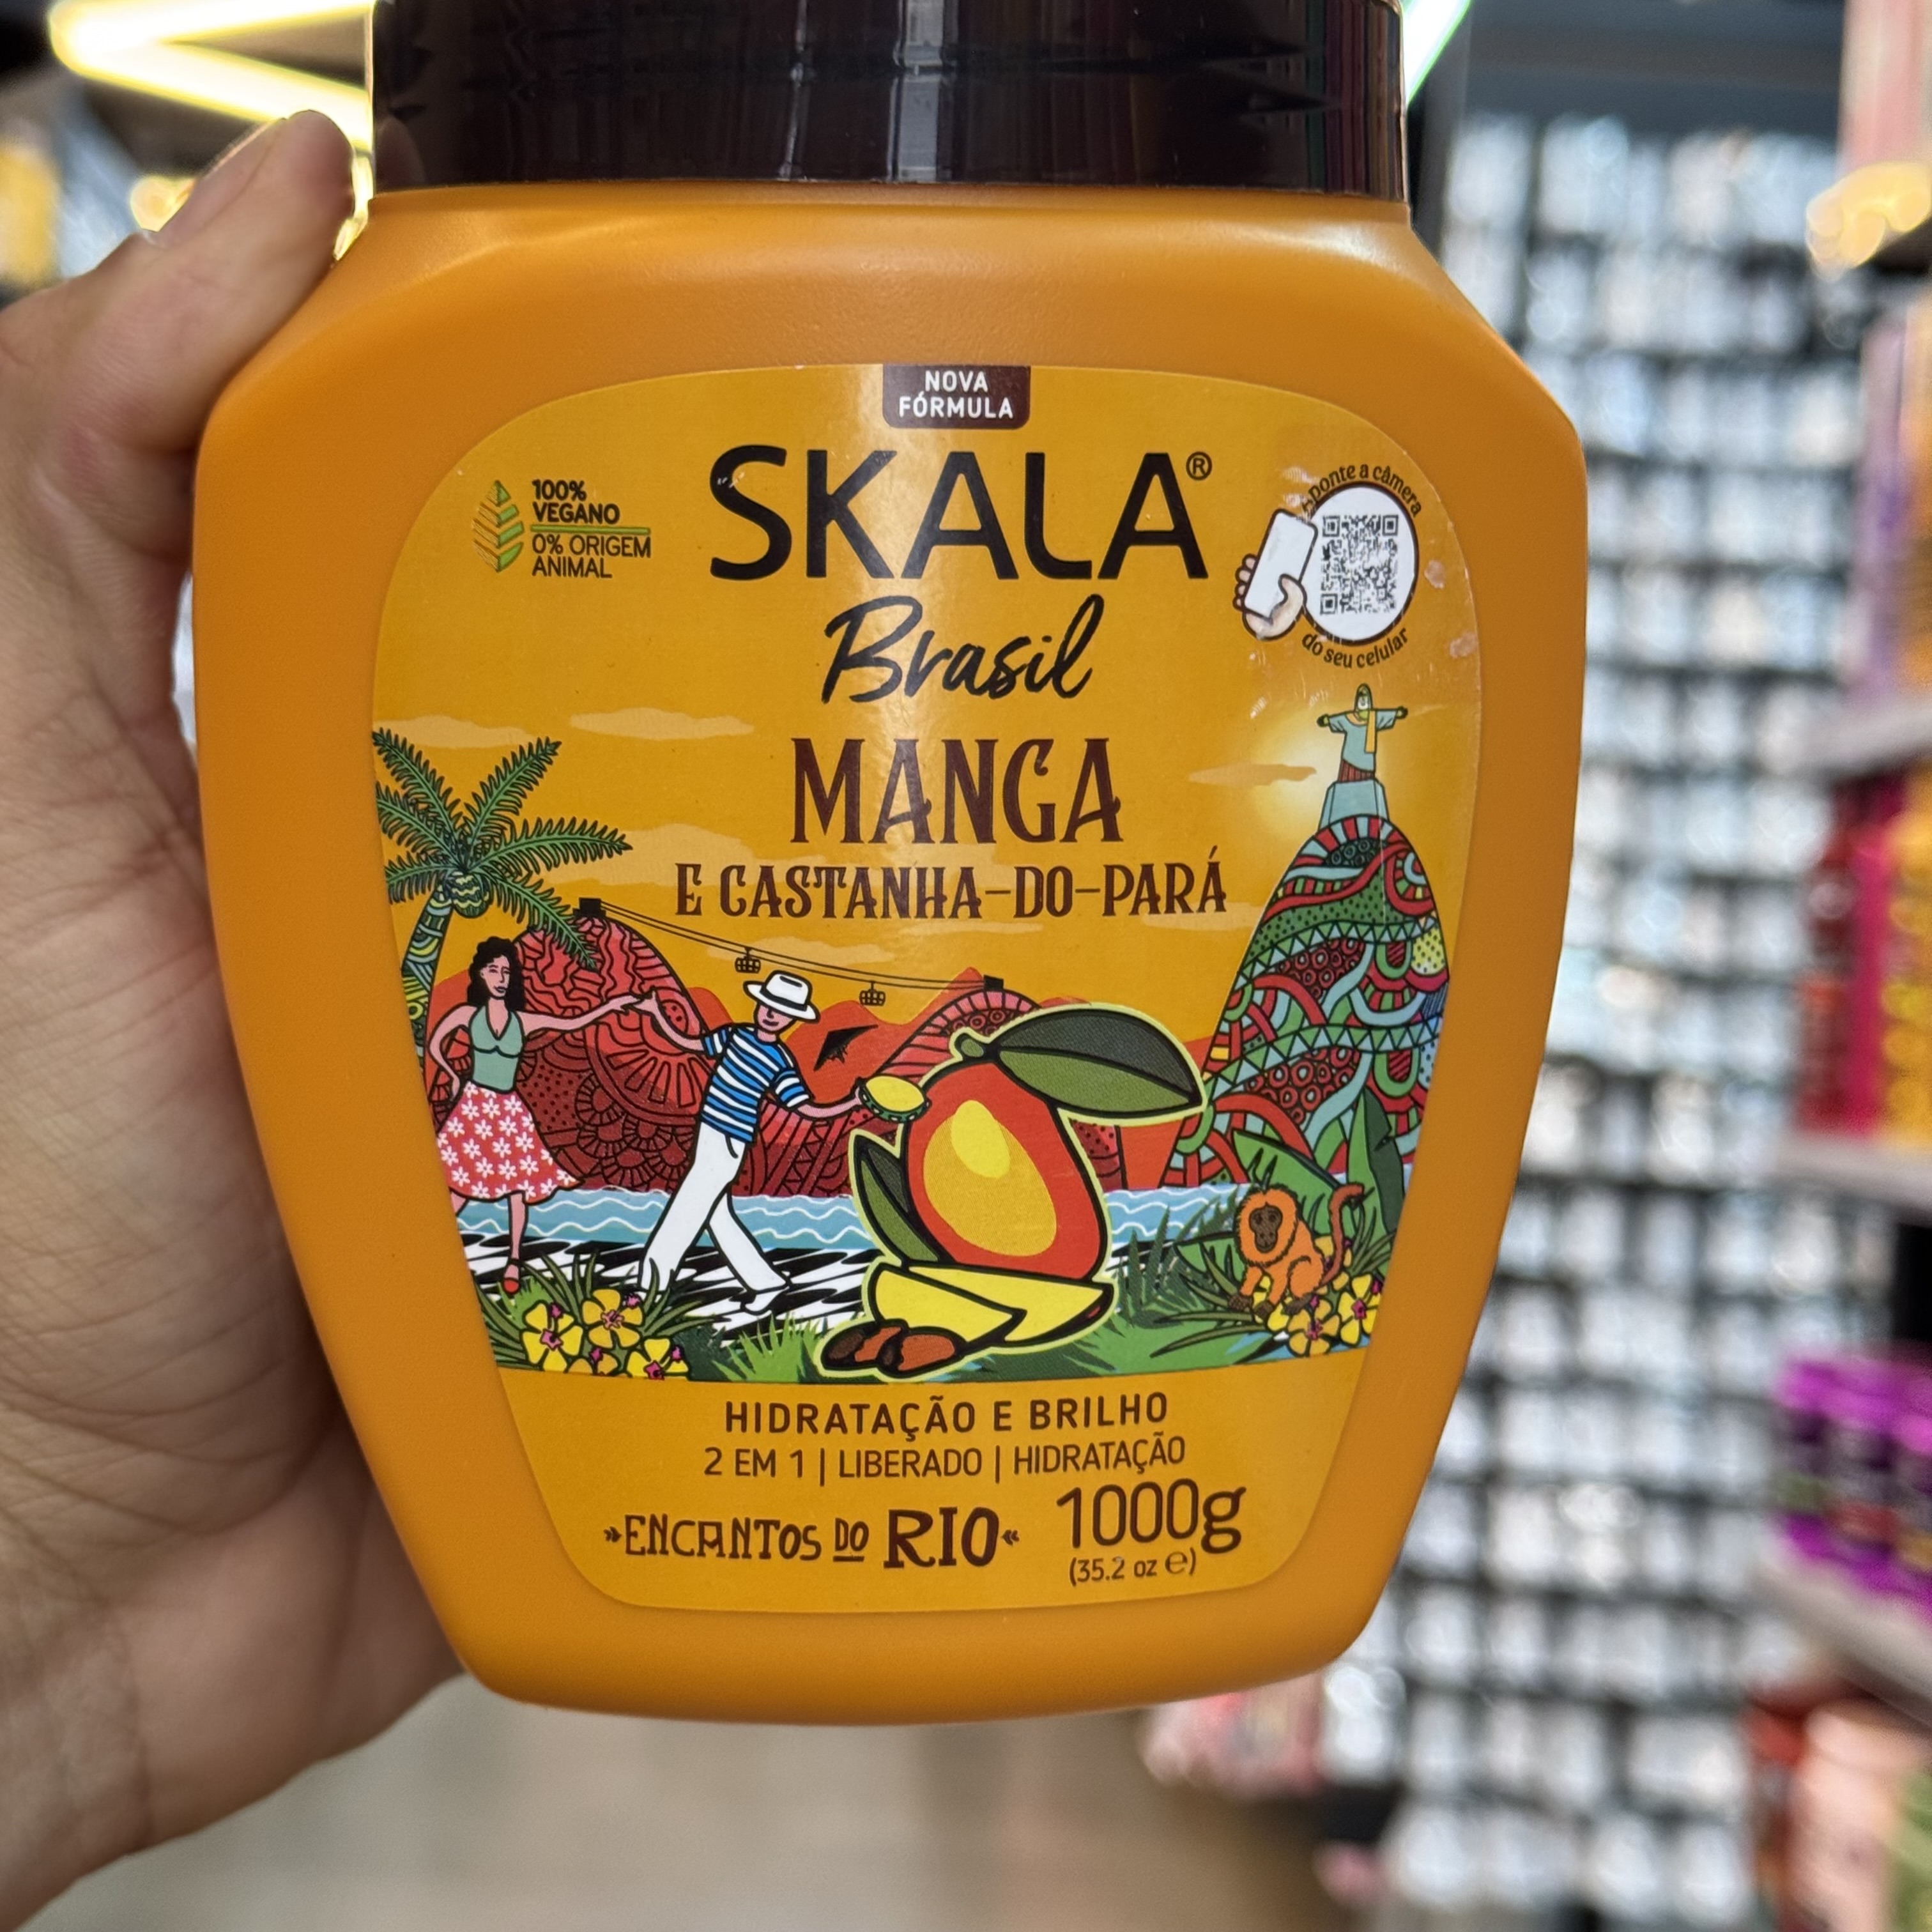 NOVA
FÓRMULA
SKALA®
Brasil
100%
VEGANO
0% ORIGEM
ANIMAL
aponte a câmera
do seu celular
MANGA
E CASTANHA-DO-PARÁ
HIDRATAÇÃO E BRILHO
2 EM 1 | LIBERADO | HIDRATAÇÃO
»ENCANTOS DO RIO«
1000g
(35.2 oz ℮)